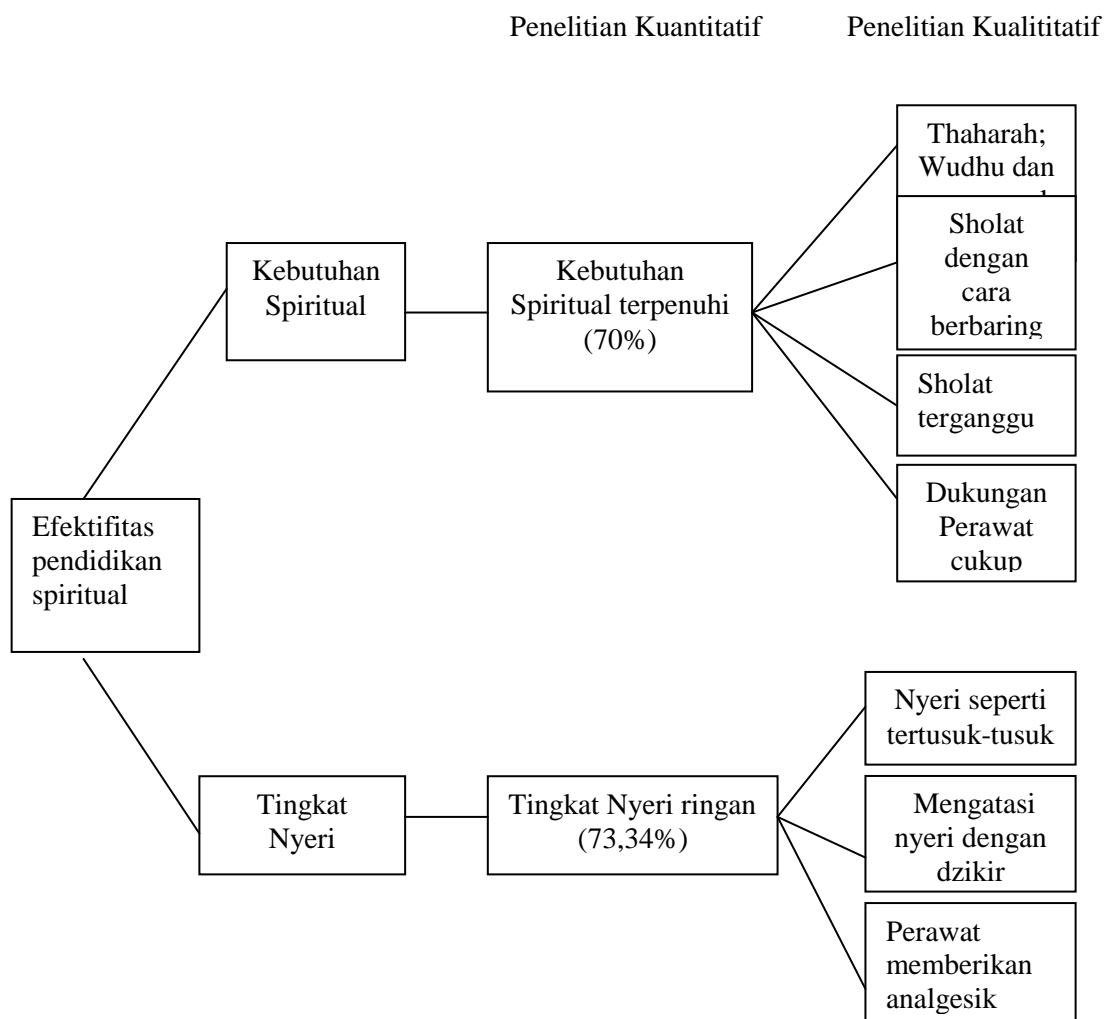 Penelitian Kuantitatif
Penelitian Kualititatif
Thaharah;
Wudhu dan
Sholat
dengan
cara
berbaring
Kebutuhan
Spiritual
Kebutuhan
Spiritual terpenuhi
(70%)
Sholat
terganggu
Dukungan
Perawat
cukup
Efektifitas
pendidikan
spiritual
Nyeri seperti
tertusuk-tusuk
Tingkat
Nyeri
Tingkat Nyeri ringan
(73,34%)
Mengatasi
nyeri dengan
dzikir
Perawat
memberikan
analgesik